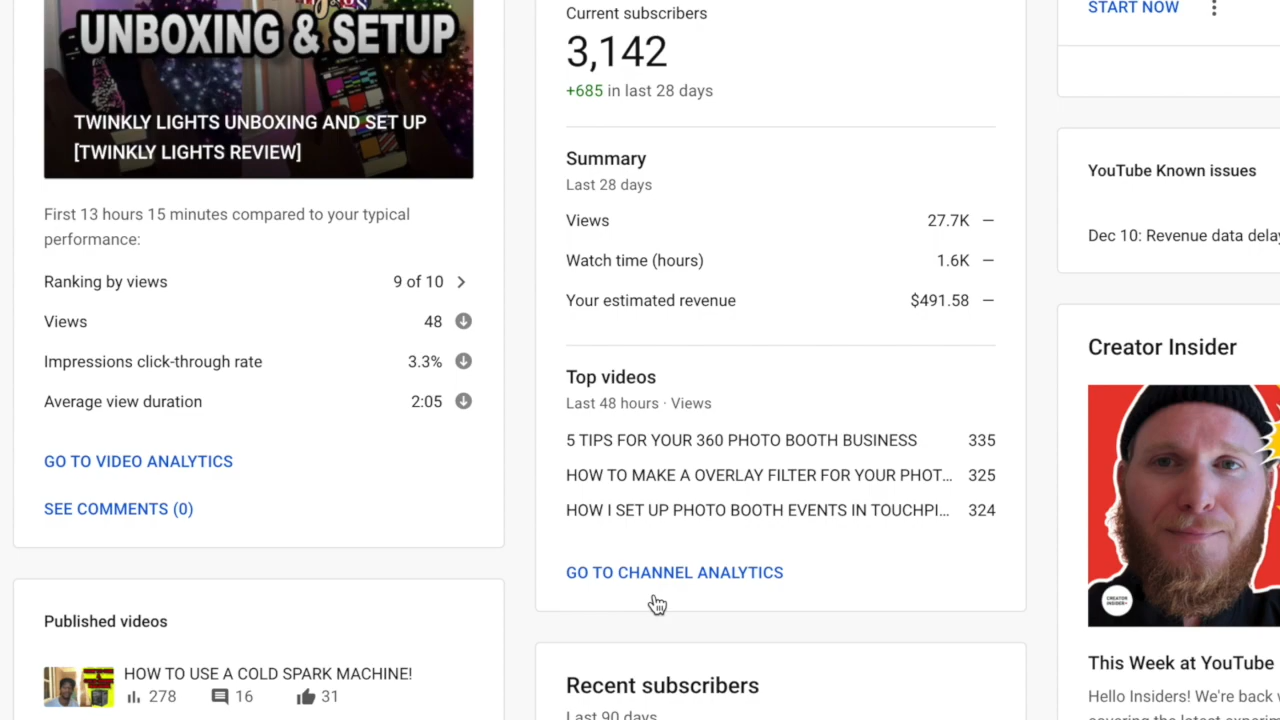 UNBOXING & SETUP
TWINKLY LIGHTS UNBOXING AND SET UP
[TWINKLY LIGHTS REVIEW]
First 13 hours 15 minutes compared to your typical
performance:
Ranking by views 9 of 10
Views 48
Impressions click-through rate 3.3%
Average view duration 2:05
GO TO VIDEO ANALYTICS
SEE COMMENTS (0)
Published videos
HOW TO USE A COLD SPARK MACHINE!
278 16 31
Current subscribers
3,142
+685 in last 28 days
Summary
Last 28 days
Views 27.7K —
Watch time (hours) 1.6K —
Your estimated revenue $491.58 —
Top videos
Last 48 hours · Views
5 TIPS FOR YOUR 360 PHOTO BOOTH BUSINESS 335
HOW TO MAKE A OVERLAY FILTER FOR YOUR PHOT... 325
HOW I SET UP PHOTO BOOTH EVENTS IN TOUCHPI... 324
GO TO CHANNEL ANALYTICS
Recent subscribers
Last 90 days
START NOW
YouTube Known issues
Dec 10: Revenue data dela
Creator Insider
CREATOR
INSIDER
This Week at YouTube
Hello Insiders! We're back